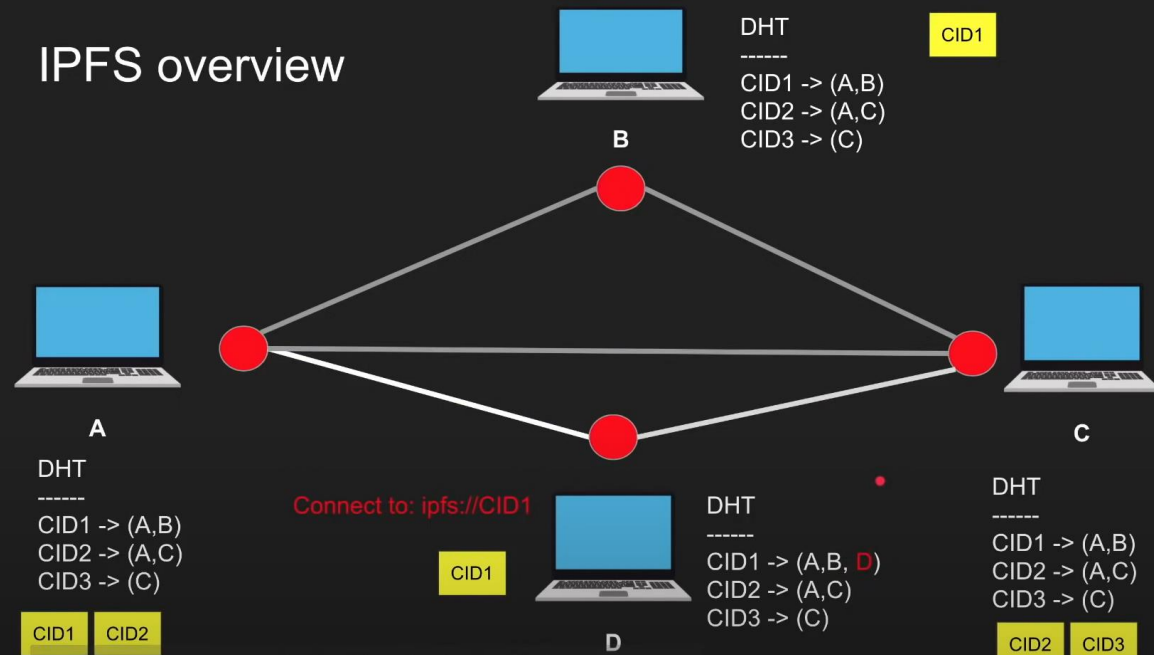 IPFS overview
DHT
------
CID1 -> (A,B)
CID2 -> (A,C)
CID3 -> (C)
CID1
B
A
DHT
------
CID1 -> (A,B)
CID2 -> (A,C)
CID3 -> (C)
CID1
CID2
Connect to: ipfs://CID1
CID1
D
DHT
------
CID1 -> (A,B, D)
CID2 -> (A,C)
CID3 -> (C)
C
DHT
------
CID1 -> (A,B)
CID2 -> (A,C)
CID3 -> (C)
CID2
CID3